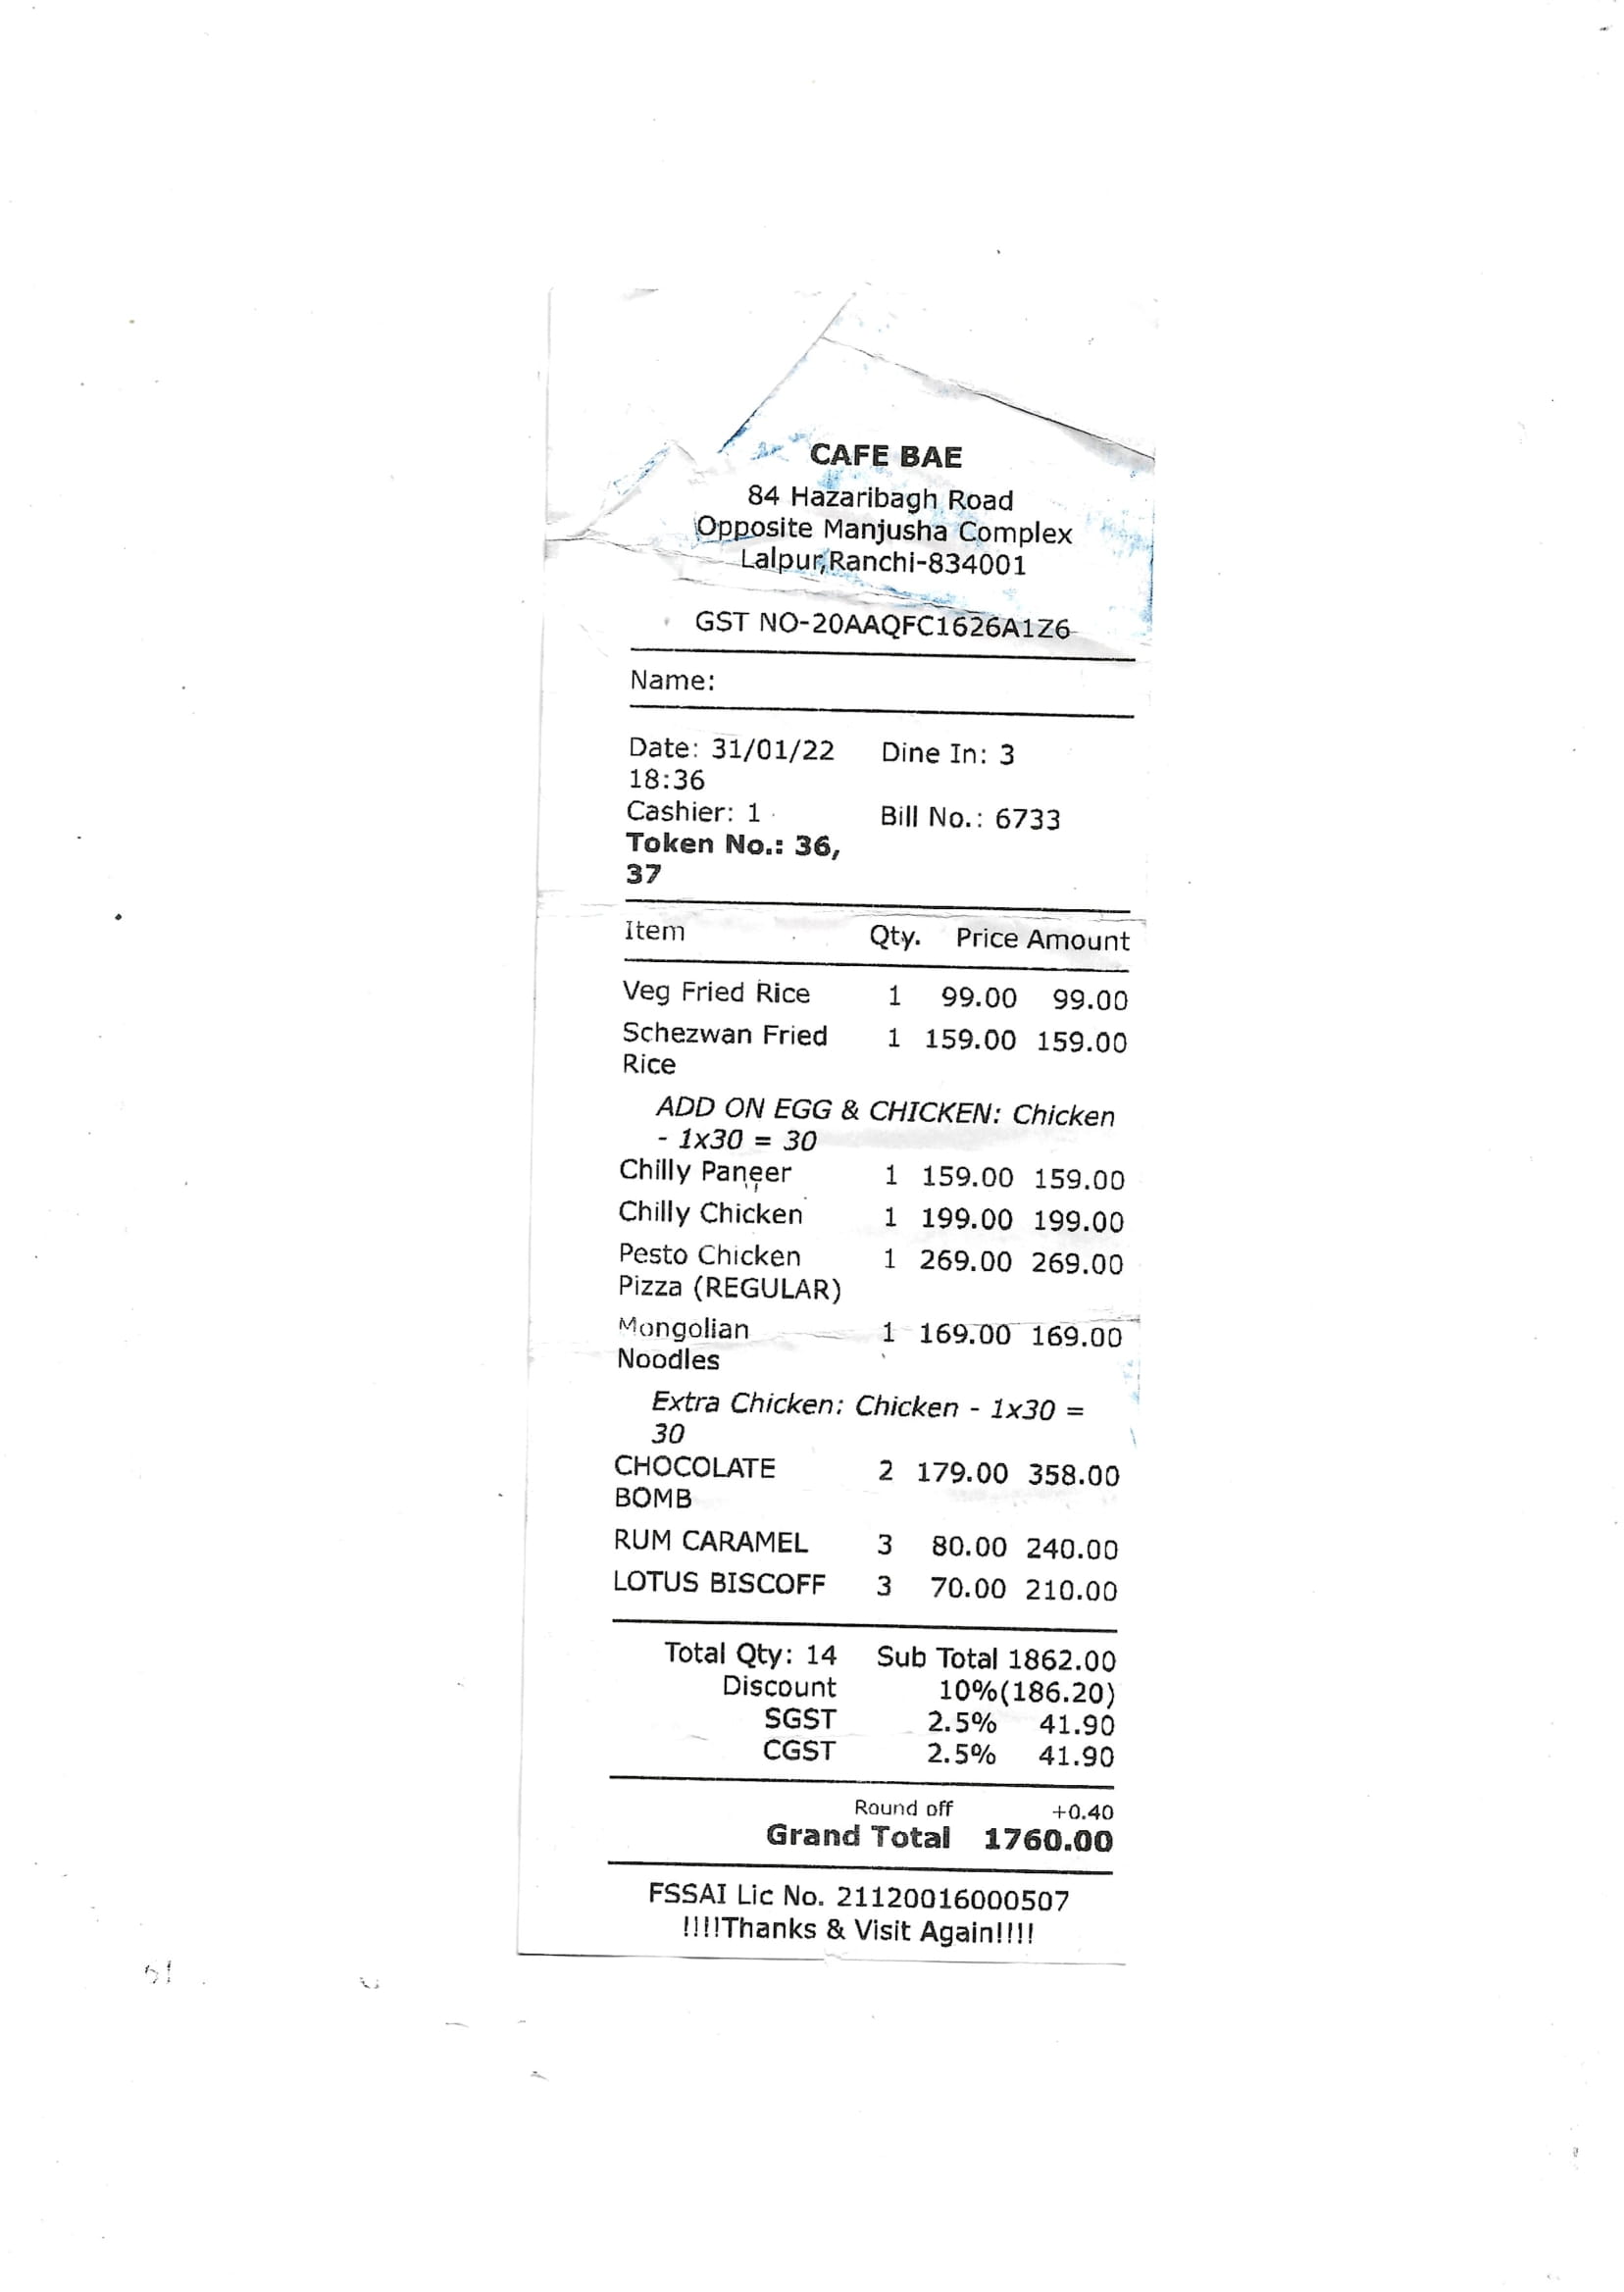 CAFE BAE
84 Hazaribagh Road
Opposite Manjusha Complex
Lalpur,Ranchi-834001
GST NO-20AAQFC1626A1Z6
Name:
Date: 31/01/22 Dine In: 3
18:36
Cashier: 1 Bill No.: 6733
Token No.: 36,
37
Item Qty. Price Amount
Veg Fried Rice 1 99.00 99.00
Schezwan Fried 1 159.00 159.00
Rice
ADD ON EGG & CHICKEN: Chicken
- 1x30 = 30
Chilly Paneer 1 159.00 159.00
Chilly Chicken 1 199.00 199.00
Pesto Chicken 1 269.00 269.00
Pizza (REGULAR)
Mongolian 1 169.00 169.00
Noodles
Extra Chicken: Chicken - 1x30 =
30
CHOCOLATE 2 179.00 358.00
BOMB
RUM CARAMEL 3 80.00 240.00
LOTUS BISCOFF 3 70.00 210.00
Total Qty: 14 Sub Total 1862.00
Discount 10%(186.20)
SGST 2.5% 41.90
CGST 2.5% 41.90
Round off +0.40
Grand Total 1760.00
FSSAI Lic No. 21120016000507
!!!!Thanks & Visit Again!!!!